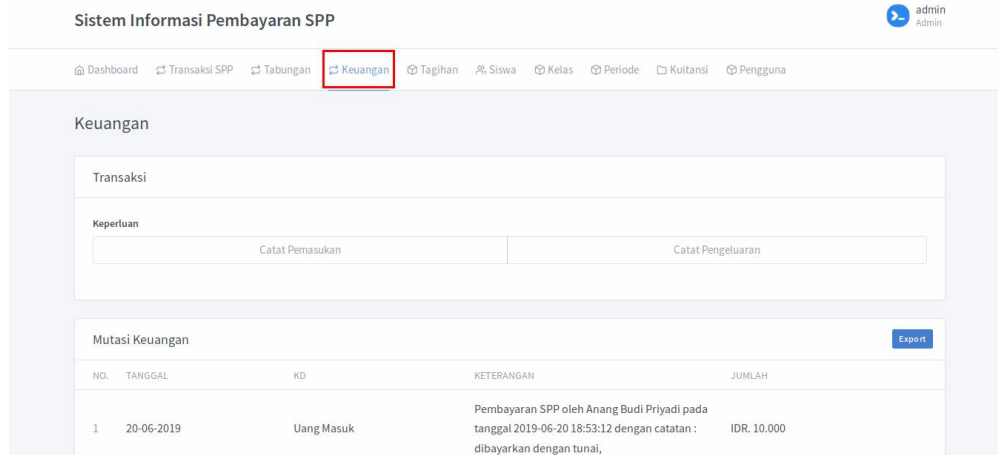 Sistem Informasi Pembayaran SPP
admin
Admin
Dashboard Transaksi SPP Tabungan Keuangan Tagihan Siswa Kelas Periode Kuitansi Pengguna
Keuangan
Transaksi
Keperluan
Catat Pemasukan Catat Pengeluaran
Mutasi Keuangan Export
NO. TANGGAL KD KETERANGAN JUMLAH
Pembayaran SPP oleh Anang Budi Priyadi pada
1 20-06-2019 Uang Masuk tanggal 2019-06-20 18:53:12 dengan catatan : IDR. 10.000
dibayarkan dengan tunai,